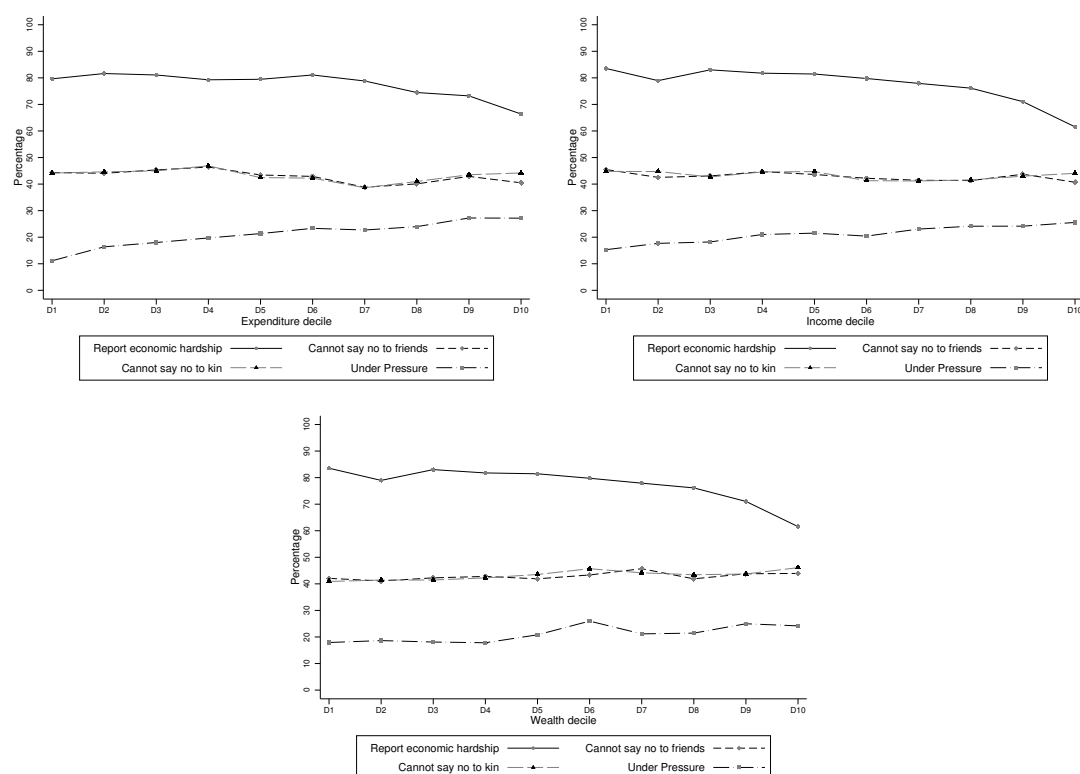 100
90
80
70
60
50
40
30
20
10
0
Percentage
D1 D2 D3 D4 D5 D6 D7 D8 D9 D10
Expenditure decile
Report economic hardship Cannot say no to friends
Cannot say no to kin Under Pressure
100
90
80
70
60
50
40
30
20
10
0
Percentage
D1 D2 D3 D4 D5 D6 D7 D8 D9 D10
Income decile
Report economic hardship Cannot say no to friends
Cannot say no to kin Under Pressure
100
90
80
70
60
50
40
30
20
10
0
Percentage
D1 D2 D3 D4 D5 D6 D7 D8 D9 D10
Wealth decile
Report economic hardship Cannot say no to friends
Cannot say no to kin Under Pressure